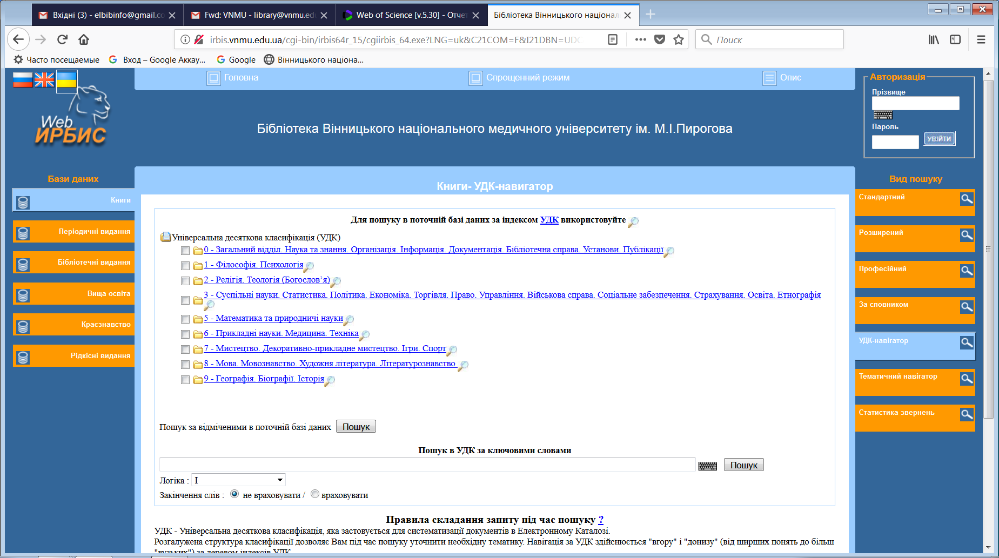 Вхідні (3) - elbibinfo@gmail.co
Fwd: VNMU - library@vnmu.edu
Web of Science [v.5.30] - Отчет
Бібліотека Вінницького націонал
irbis.vnmu.edu.ua/cgi-bin/irbis64r_15/cgiirbis_64.exe?LNG=uk&C21COM=F&I21DBN=UDC
Поиск
Часто посещаемые
Вход – Google Аккау...
Google
Вінницького націона...
Головна
Спрощенний режим
Опис
Web
ИРБИС
Бібліотека Вінницького національного медичного університету ім. М.І.Пирогова
Авторизація
Прізвище
Пароль
УВІЙТИ
Бази даних
Книги
Періодичні видання
Бібліотечні видання
Вища освіта
Краєзнавство
Рідкісні видання
Книги- УДК-навигатор
Для пошуку в поточній базі даних за індексом УДК використовуйте
Універсальна десяткова класифікація (УДК)
0 - Загальний відділ. Наука та знання. Організація. Інформація. Документація. Бібліотечна справа. Установи. Публікації
1 - Філософія. Психологія
2 - Релігія. Теологія (Богослов’я)
3 - Суспільні науки. Статистика. Політика. Економіка. Торгівля. Право. Управління. Військова справа. Соціальне забезпечення. Страхування. Освіта. Етнографія
5 - Математика та природничі науки
6 - Прикладні науки. Медицина. Техніка
7 - Мистецтво. Декоративно-прикладне мистецтво. Ігри. Спорт
8 - Мова. Мовознавство. Художня література. Літературознавство
9 - Географія. Біографії. Історія
Пошук за відміченими в поточній базі даних Пошук
Пошук в УДК за ключовими словами
Пошук
Логіка : І
Закінчення слів : не враховувати / враховувати
Правила складання запиту під час пошуку ?
УДК - Універсальна десяткова класифікація, яка застовується для систематизації документів в Електронному Каталозі.
Розгалужена структура класифікації дозволяє Вам під час пошуку уточнити необхідну тематику. Навігація за УДК здійснюється "вгору" і "донизу" (від ширших понять до більш
"вузьких") за деревом індексів УДК
Вид пошуку
Стандартний
Розширений
Професійний
За словником
УДК-навігатор
Тематичний навігатор
Статистика звернень